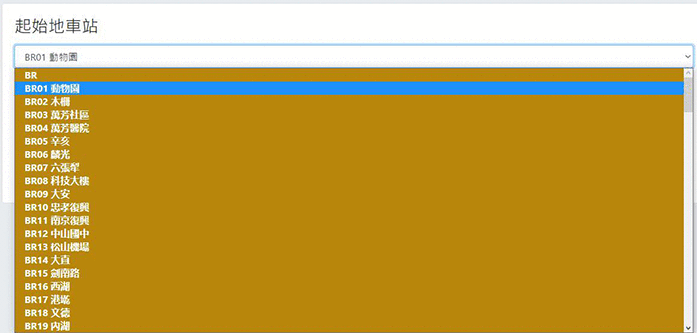 起始地車站
BR01 動物園
BR
BR01 動物園
BR02 木柵
BR03 萬芳社區
BR04 萬芳醫院
BR05 辛亥
BR06 麟光
BR07 六張犁
BR08 科技大樓
BR09 大安
BR10 忠孝復興
BR11 南京復興
BR12 中山國中
BR13 松山機場
BR14 大直
BR15 劍南路
BR16 西湖
BR17 港墘
BR18 文德
BR19 內湖